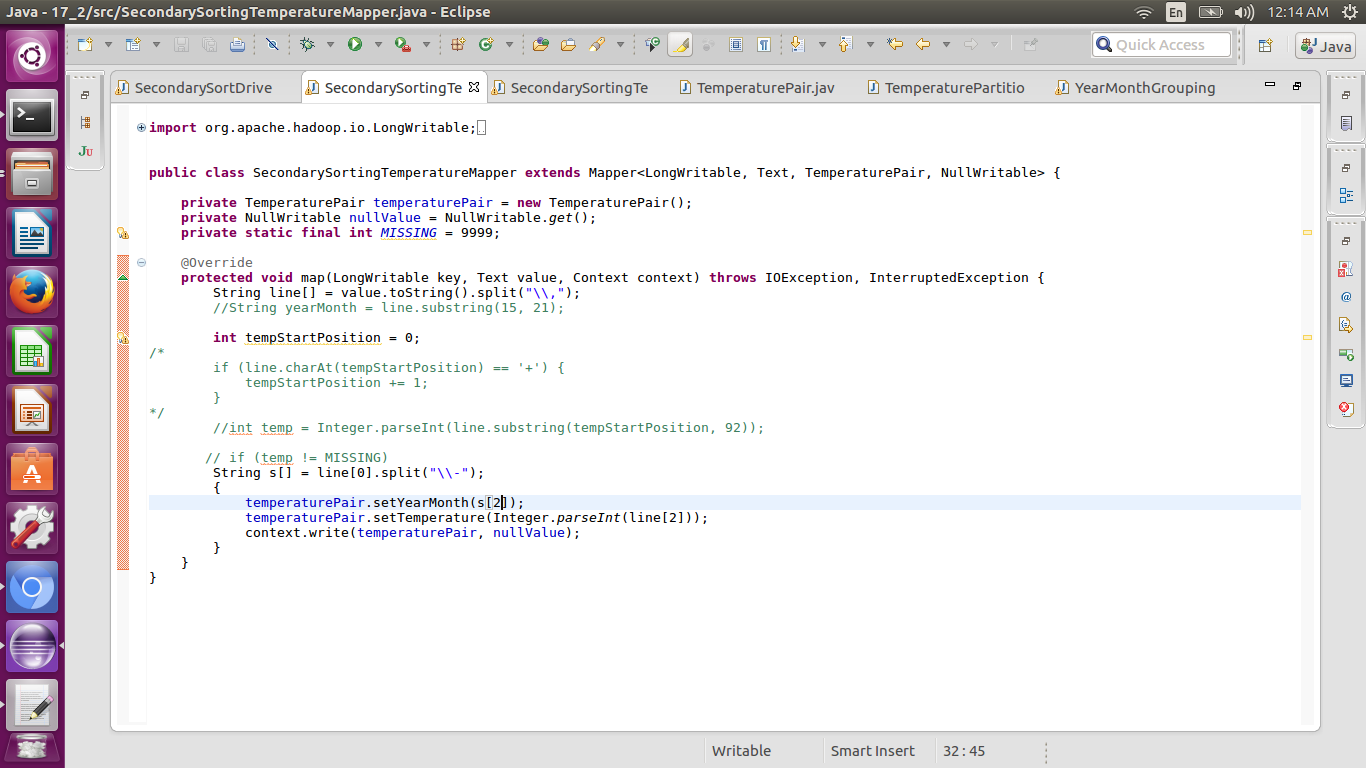 Java - 17_2/src/SecondarySortingTemperatureMapper.java - Eclipse
En
12:14 AM
Quick Access
Java
SecondarySortDrive
SecondarySortingTe
SecondarySortingTe
TemperaturePair.jav
TemperaturePartitio
YearMonthGrouping
import org.apache.hadoop.io.LongWritable;
public class SecondarySortingTemperatureMapper extends Mapper<LongWritable, Text, TemperaturePair, NullWritable> {
private TemperaturePair temperaturePair = new TemperaturePair();
private NullWritable nullValue = NullWritable.get();
private static final int MISSING = 9999;
@Override
protected void map(LongWritable key, Text value, Context context) throws IOException, InterruptedException {
String line[] = value.toString().split("\\,");
//String yearMonth = line.substring(15, 21);
int tempStartPosition = 0;
/*
if (line.charAt(tempStartPosition) == '+') {
tempStartPosition += 1;
}
*/
//int temp = Integer.parseInt(line.substring(tempStartPosition, 92));
// if (temp != MISSING)
String s[] = line[0].split("\\-");
{
temperaturePair.setYearMonth(s[2]);
temperaturePair.setTemperature(Integer.parseInt(line[2]));
context.write(temperaturePair, nullValue);
}
}
}
Writable
Smart Insert
32 : 45